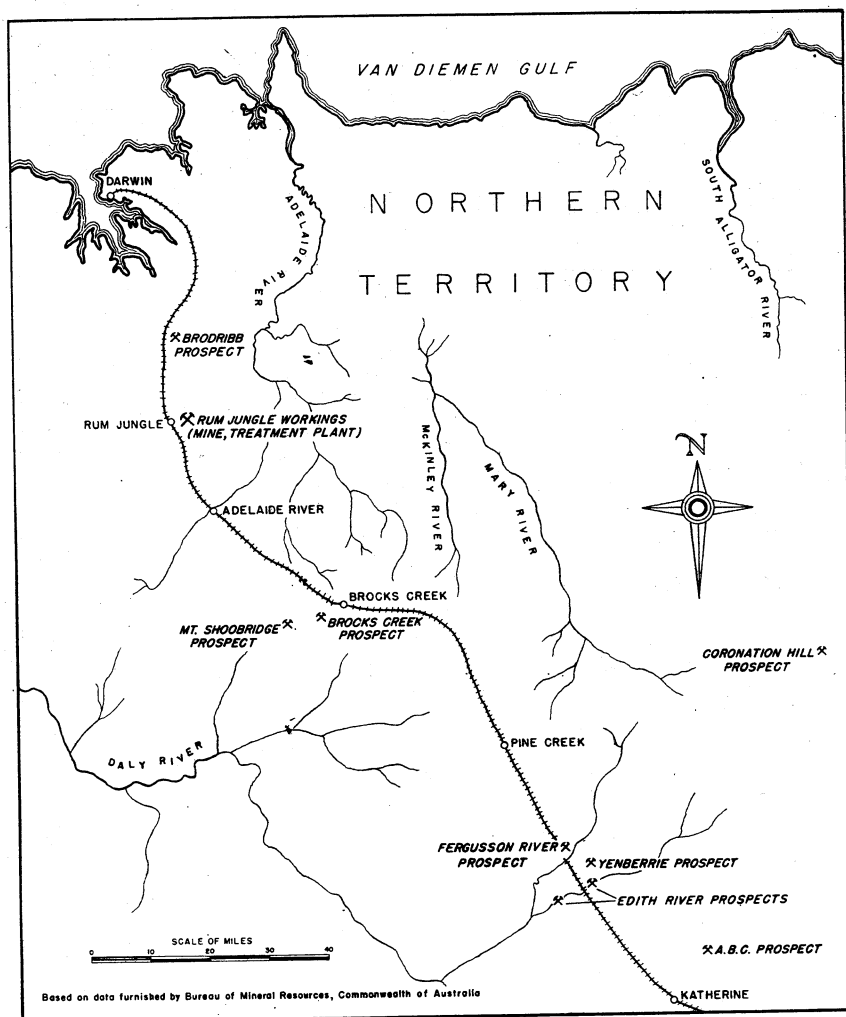 VAN DIEMEN GULF
DARWIN
NORTHERN
TERRITORY
ADELAIDE RIVER
SOUTH ALLIGATOR RIVER
BRODRIBB
PROSPECT
RUM JUNGLE
RUM JUNGLE WORKINGS
(MINE, TREATMENT PLANT)
McKINLEY RIVER
MARY RIVER
N
ADELAIDE RIVER
BROCKS CREEK
BROCKS CREEK
PROSPECT
MT. SHOOBRIDGE
PROSPECT
CORONATION HILL
PROSPECT
DALY RIVER
PINE CREEK
FERGUSSON RIVER
PROSPECT
YENBERRIE PROSPECT
EDITH RIVER PROSPECTS
A.B.C. PROSPECT
SCALE OF MILES
0 10 20 30 40
KATHERINE
Based on data furnished by Bureau of Mineral Resources, Commonwealth of Australia